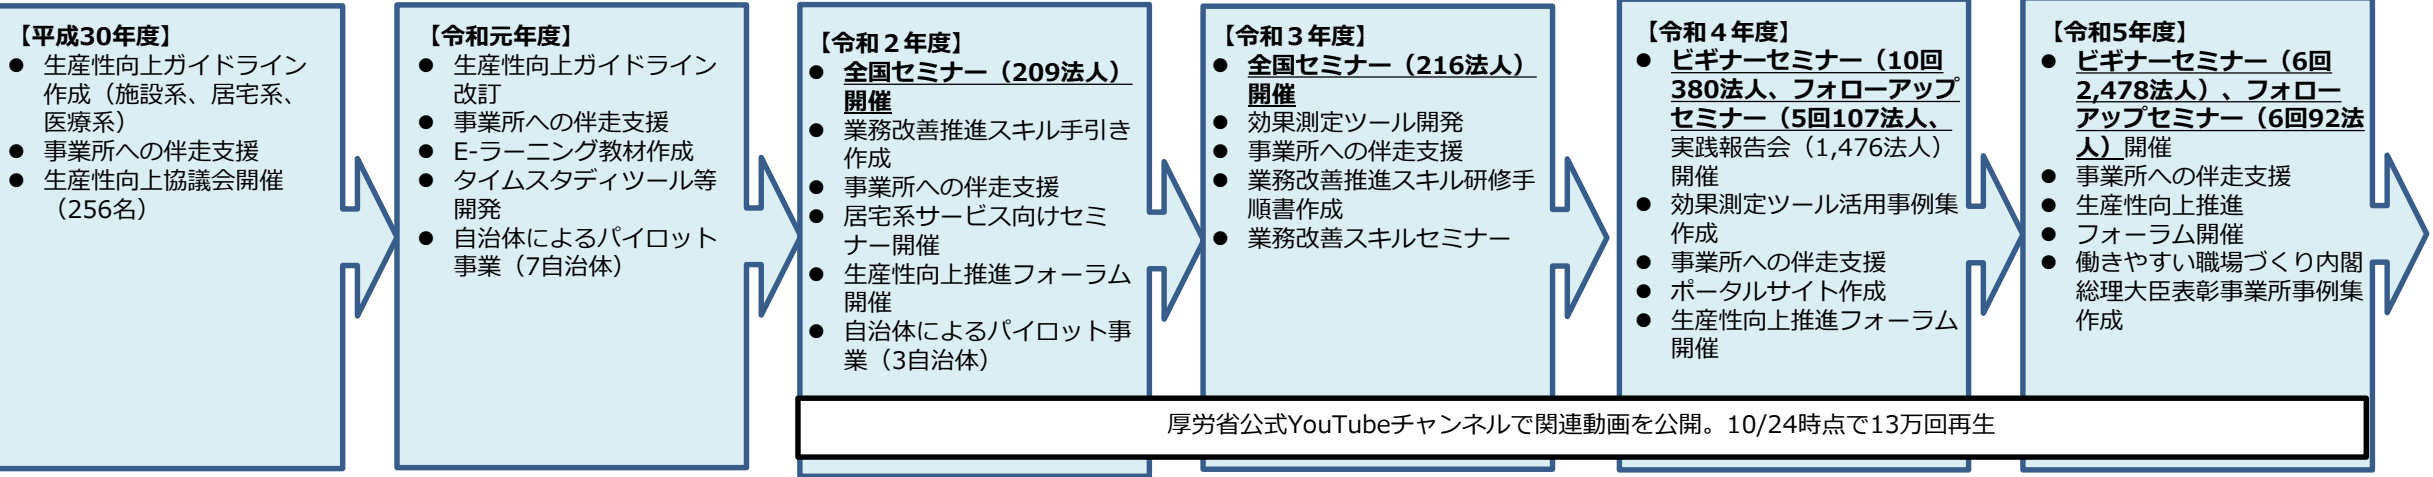 【平成30年度】
● 生産性向上ガイドライン
作成（施設系、居宅系、
医療系）
● 事業所への伴走支援
● 生産性向上協議会開催
（256名）
【令和元年度】
● 生産性向上ガイドライン
改訂
● 事業所への伴走支援
● E-ラーニング教材作成
● タイムスタディツール等
開発
● 自治体によるパイロット
事業（7自治体）
【令和２年度】
● 全国セミナー（209法人）
開催
● 業務改善推進スキル手引き
作成
● 事業所への伴走支援
● 居宅系サービス向けセミ
ナー開催
● 生産性向上推進フォーラム
開催
● 自治体によるパイロット事
業（3自治体）
【令和３年度】
● 全国セミナー（216法人）
開催
● 効果測定ツール開発
● 事業所への伴走支援
● 業務改善推進スキル研修手
順書作成
● 業務改善スキルセミナー
【令和４年度】
● ビギナーセミナー（10回
380法人、フォローアップ
セミナー（5回107法人、
実践報告会（1,476法人）
開催
● 効果測定ツール活用事例集
作成
● 事業所への伴走支援
● ポータルサイト作成
● 生産性向上推進フォーラム
開催
【令和5年度】
● ビギナーセミナー（6回
2,478法人）、フォロー
アップセミナー（6回92法
人）開催
● 事業所への伴走支援
● 生産性向上推進
● フォーラム開催
● 働きやすい職場づくり内閣
総理大臣表彰事業所事例集
作成
厚労省公式YouTubeチャンネルで関連動画を公開。10/24時点で13万回再生